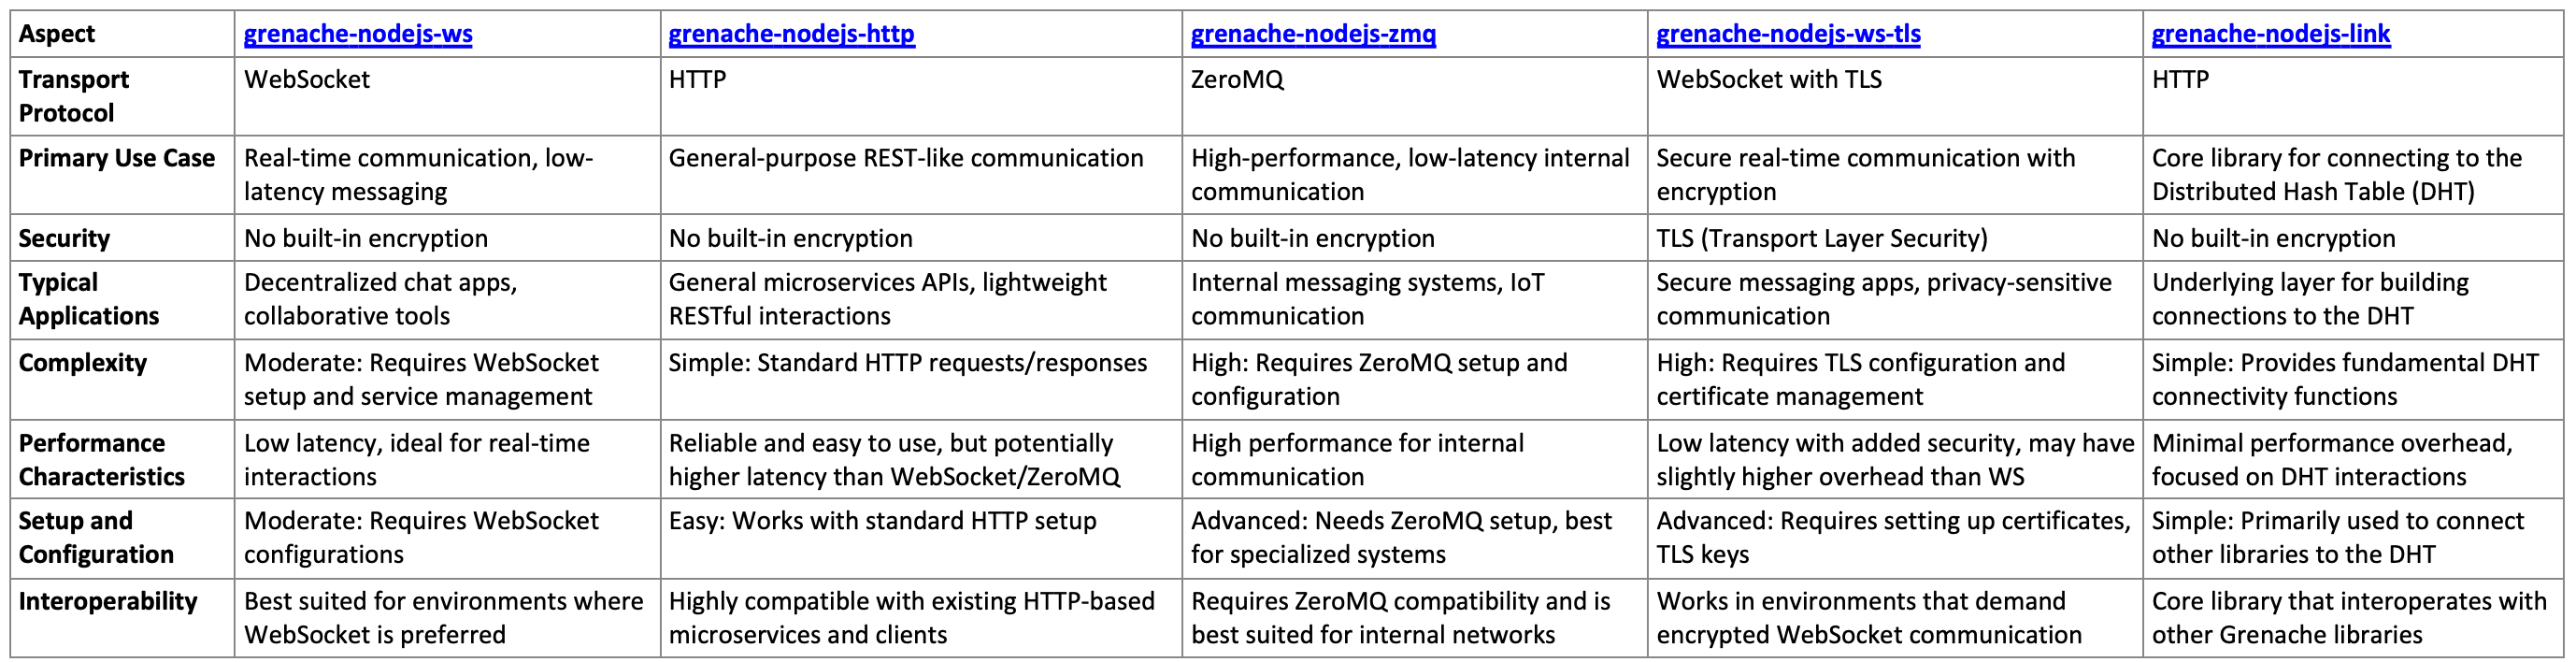 Aspect
grenache-nodejs-ws
grenache-nodejs-http
grenache-nodejs-zmq
grenache-nodejs-ws-tls
grenache-nodejs-link
Transport
Protocol
WebSocket
HTTP
ZeroMQ
WebSocket with TLS
HTTP
Primary Use Case
Real-time communication, low-
latency messaging
General-purpose REST-like communication
High-performance, low-latency internal
communication
Secure real-time communication with
encryption
Core library for connecting to the
Distributed Hash Table (DHT)
Security
No built-in encryption
No built-in encryption
No built-in encryption
TLS (Transport Layer Security)
No built-in encryption
Typical
Applications
Decentralized chat apps,
collaborative tools
General microservices APIs, lightweight
RESTful interactions
Internal messaging systems, IoT
communication
Secure messaging apps, privacy-sensitive
communication
Underlying layer for building
connections to the DHT
Complexity
Moderate: Requires WebSocket
setup and service management
Simple: Standard HTTP requests/responses
High: Requires ZeroMQ setup and
configuration
High: Requires TLS configuration and
certificate management
Simple: Provides fundamental DHT
connectivity functions
Performance
Characteristics
Low latency, ideal for real-time
interactions
Reliable and easy to use, but potentially
higher latency than WebSocket/ZeroMQ
High performance for internal
communication
Low latency with added security, may have
slightly higher overhead than WS
Minimal performance overhead,
focused on DHT interactions
Setup and
Configuration
Moderate: Requires WebSocket
configurations
Easy: Works with standard HTTP setup
Advanced: Needs ZeroMQ setup, best
for specialized systems
Advanced: Requires setting up certificates,
TLS keys
Simple: Primarily used to connect
other libraries to the DHT
Interoperability
Best suited for environments where
WebSocket is preferred
Highly compatible with existing HTTP-based
microservices and clients
Requires ZeroMQ compatibility and is
best suited for internal networks
Works in environments that demand
encrypted WebSocket communication
Core library that interoperates with
other Grenache libraries